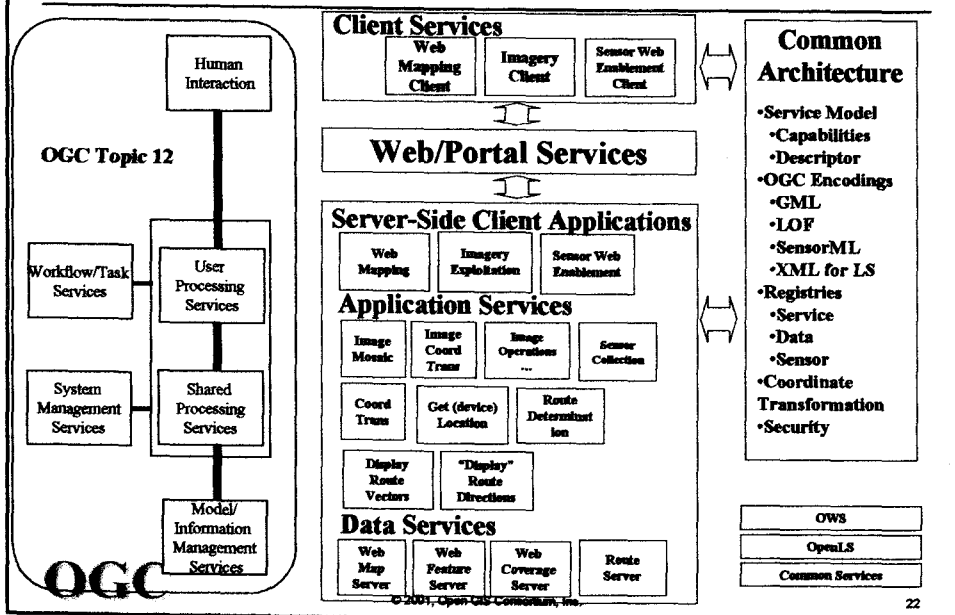 Human
Interaction
OGC Topic 12
Workflow/Task
Services
User
Processing
Services
System
Management
Services
Shared
Processing
Services
Model/
Information
Management
Services
OGC
Client Services
Web
Mapping
Client
Imagery
Client
Sensor Web
Enablement
Client
Web/Portal Services
Server-Side Client Applications
Web
Mapping
Imagery
Exploitation
Sensor Web
Enablement
Application Services
Image
Mosaic
Image
Coord
Trans
Image
Operations
...
Sensor
Collection
Coord
Trans
Get (device)
Location
Route
Determinat
ion
Display
Route
Vectors
"Display"
Route
Directions
Data Services
Web
Map
Server
Web
Feature
Server
Web
Coverage
Server
Route
Server
Common
Architecture
•Service Model
•Capabilities
•Descriptor
•OGC Encodings
•GML
•LOF
•SensorML
•XML for LS
•Registries
•Service
•Data
•Sensor
•Coordinate
Transformation
•Security
OWS
OpenLS
Common Services
© 2001, Open GIS Consortium, Inc.
22